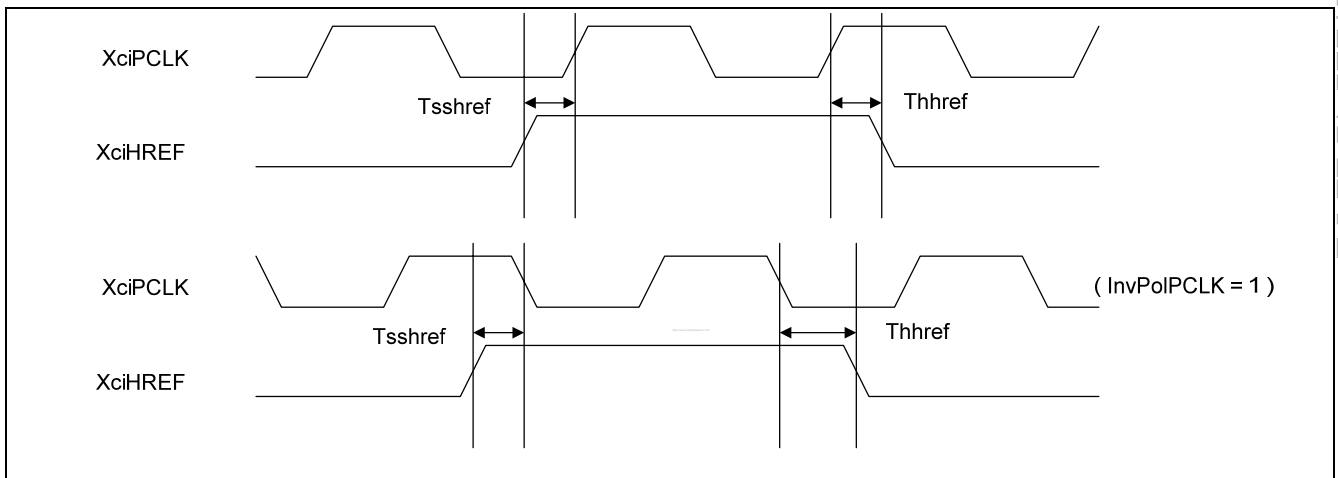 XciPCLK
Tsshref
Thhref
XciHREF
XciPCLK
( InvPolPCLK = 1 )
Tsshref
Thhref
XciHREF